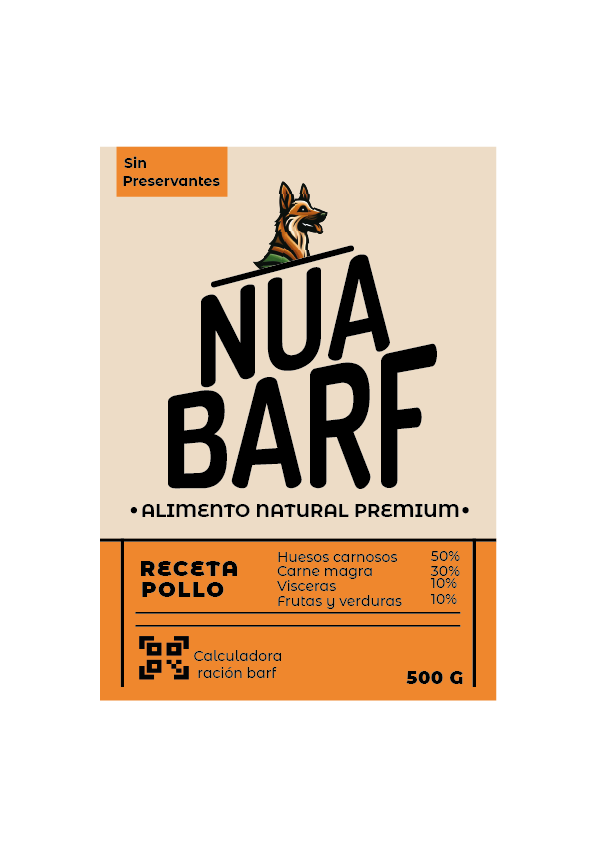 Sin
Preservantes
NUA
BARF
• ALIMENTO NATURAL PREMIUM •
RECETA
POLLO
Huesos carnosos 50%
Carne magra 30%
Visceras 10%
Frutas y verduras 10%
Calculadora
ración barf
500 G